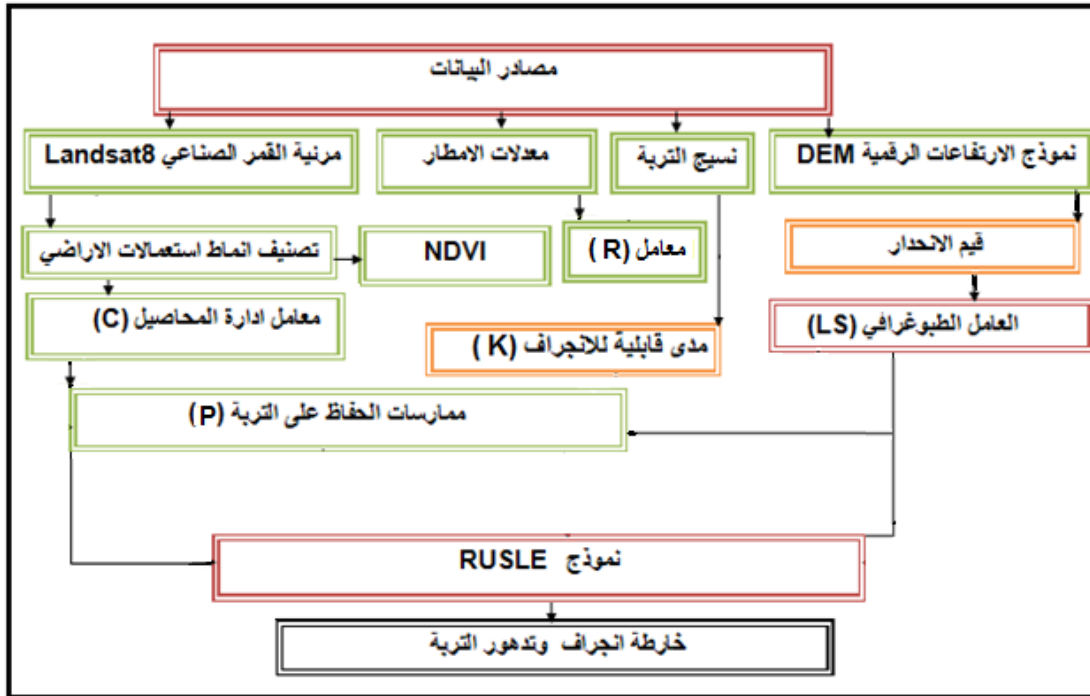 مصادر البيانات
نموذج الارتفاعات الرقمية DEM
نسيج التربة
معدلات الامطار
مرئية القمر الصناعي Landsat8
قيم الانحدار
معامل (R )
NDVI
تصنيف انماط استعمالات الاراضي
العامل الطبوغرافي (LS)
مدى قابلية للانجراف (K )
معامل ادارة المحاصيل (C)
ممارسات الحفاظ على التربة (P)
نموذج RUSLE
خارطة انجراف وتدهور التربة